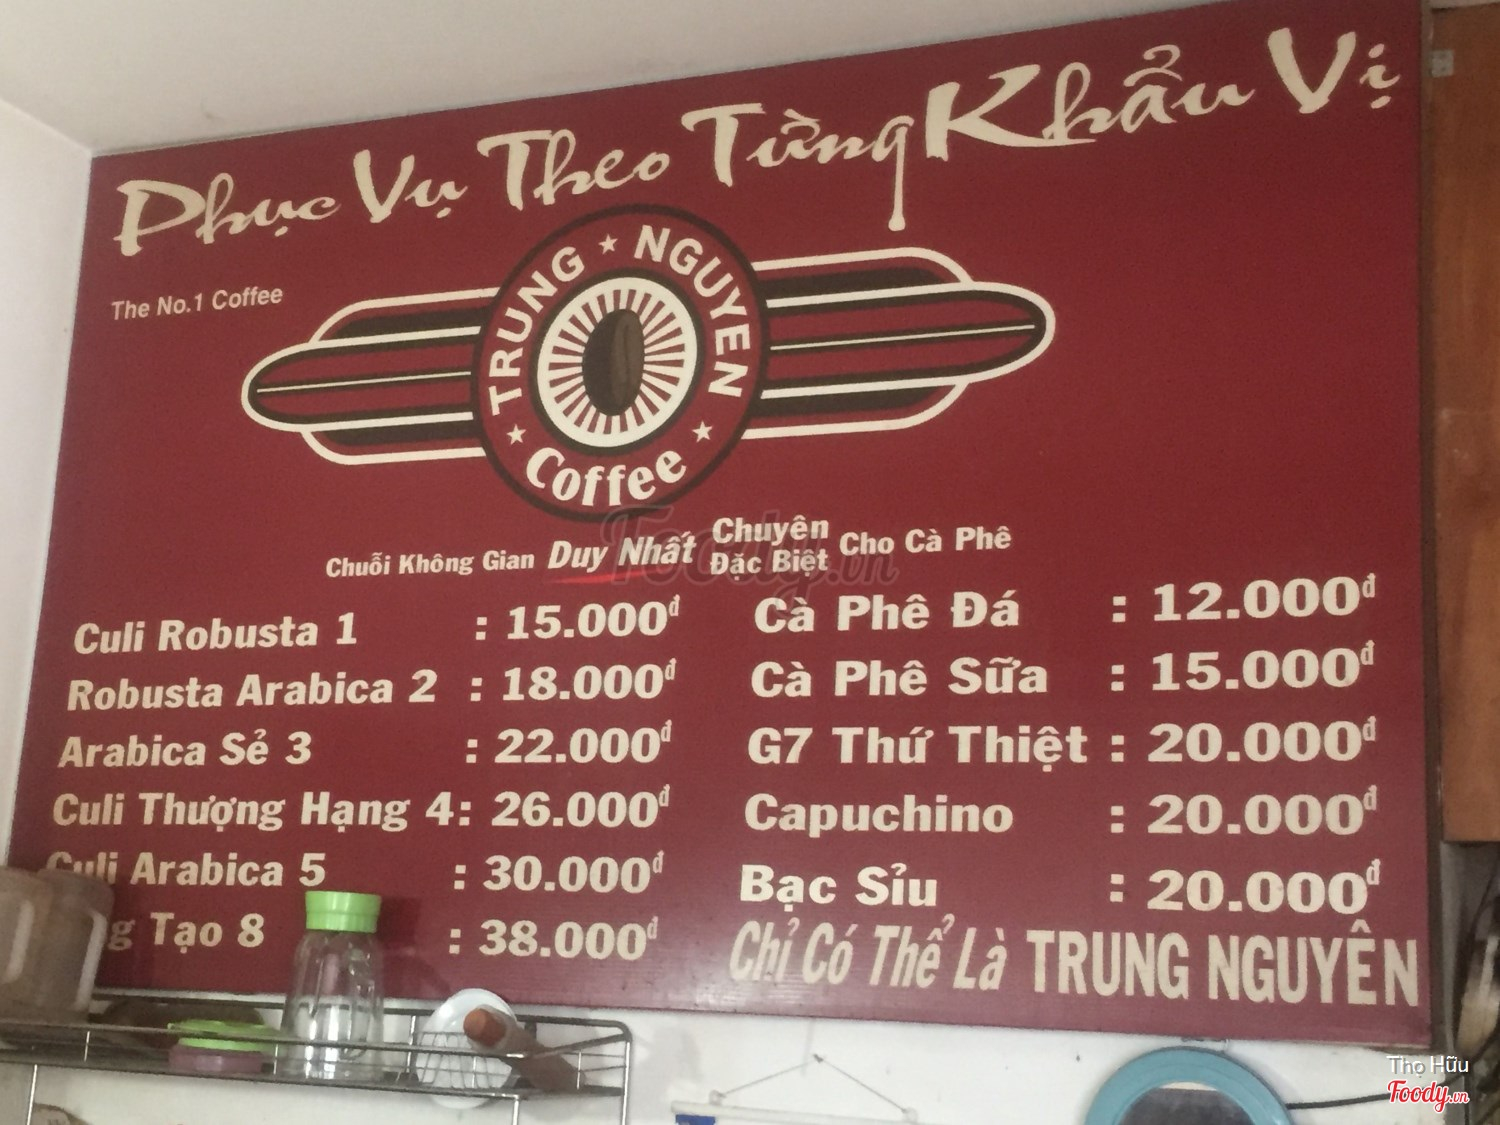 Phục Vụ Theo Từng Khẩu Vị
The No.1 Coffee
TRUNG NGUYEN
Coffee
Chuỗi Không Gian Duy Nhất Chuyên Đặc Biệt Cho Cà Phê
Culi Robusta 1 : 15.000đ
Robusta Arabica 2 : 18.000đ
Arabica Sẻ 3 : 22.000đ
Culi Thượng Hạng 4: 26.000đ
Culi Arabica 5 : 30.000đ
Tạo 8 : 38.000đ
Cà Phê Đá : 12.000đ
Cà Phê Sữa : 15.000đ
G7 Thứ Thiệt : 20.000đ
Capuchino : 20.000đ
Bạc Sỉu : 20.000đ
Chỉ Có Thể Là TRUNG NGUYÊN
Foody.vn
Thọ Hữu
Foody.vn